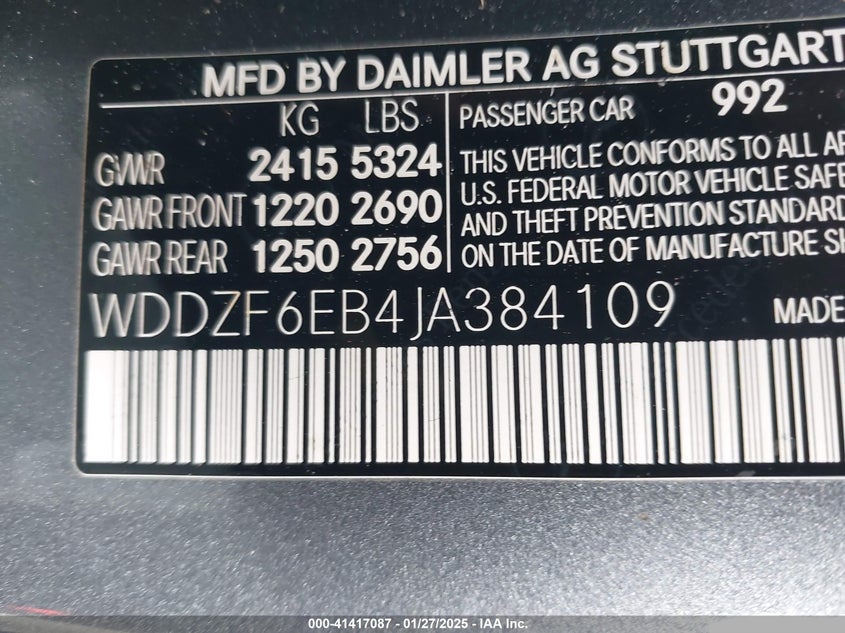 MFD BY DAIMLER AG STUTTGART
KG LBS
GVWR 2415 5324
GAWR FRONT 1220 2690
GAWR REAR 1250 2756
PASSENGER CAR 992
THIS VEHICLE CONFORMS TO ALL AP
U.S. FEDERAL MOTOR VEHICLE SAFE
AND THEFT PREVENTION STANDARD
ON THE DATE OF MANUFACTURE SH
WDDZF6EB4JA384109 MADE
000-41417087 - 01/27/2025 - IAA Inc.